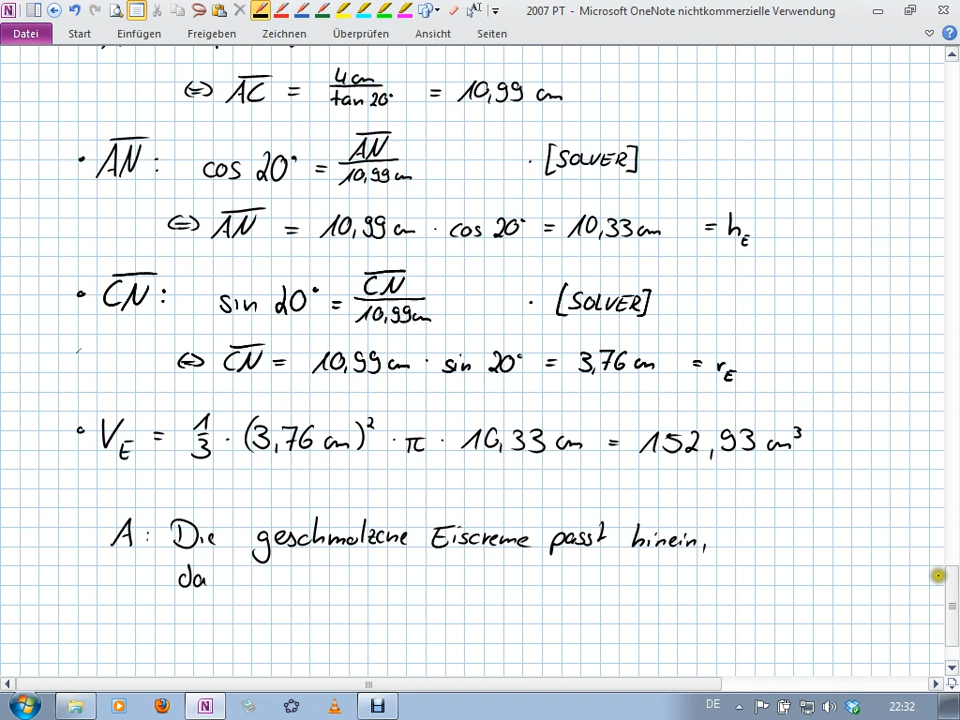 2007 PT - Microsoft OneNote nichtkommerzielle Verwendung
Datei Start Einfügen Freigeben Zeichnen Überprüfen Ansicht Seiten
⇔ AC = 4cm / tan 20° = 10,99 cm
• AN : cos 20° = AN / 10,99 cm · [SOLVER]
⇔ AN = 10,99 cm · cos 20° = 10,33 cm = h_E
• CN : sin 20° = CN / 10,99 cm · [SOLVER]
⇔ CN = 10,99 cm · sin 20° = 3,76 cm = r_E
• V_E = 1/3 · (3,76 cm)² · π · 10,33 cm = 152,93 cm³
A : Die geschmolzene Eiscreme passt hinein,
da
DE 22:32